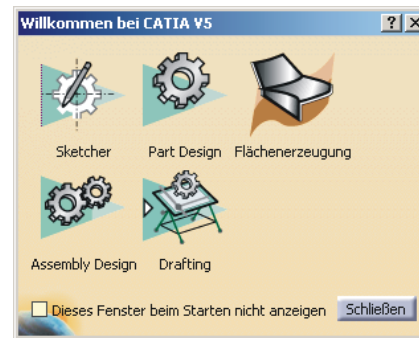 Willkommen bei CATIA V5
Sketcher Part Design Flächenerzeugung
Assembly Design Drafting
Dieses Fenster beim Starten nicht anzeigen Schließen